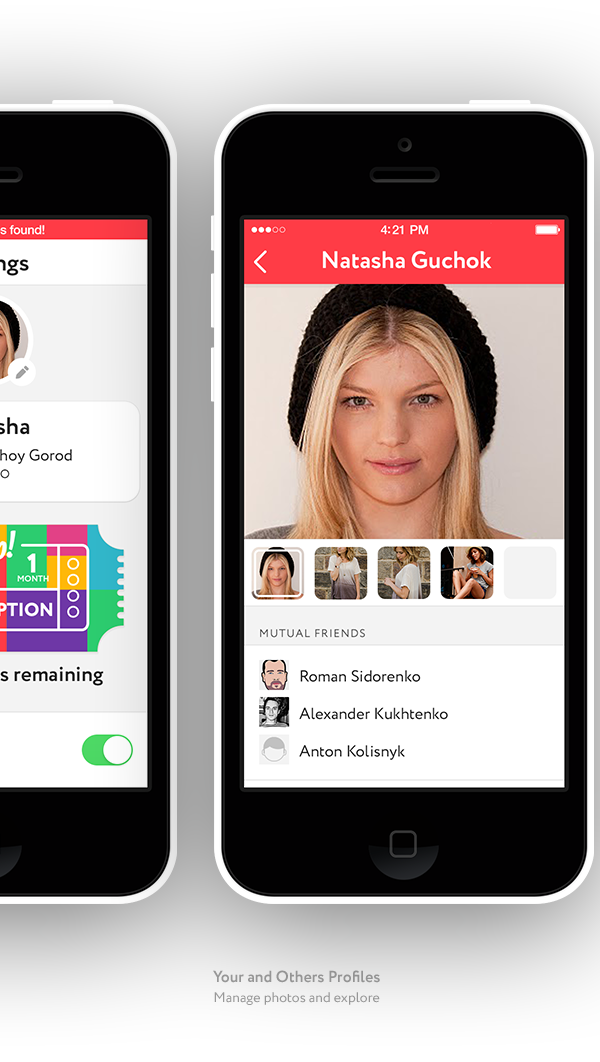 s found!
ngs
sha
hoy Gorod
O
o!
1
MONTH
PTION
s remaining
4:21 PM
Natasha Guchok
MUTUAL FRIENDS
Roman Sidorenko
Alexander Kukhtenko
Anton Kolisnyk
Your and Others Profiles
Manage photos and explore